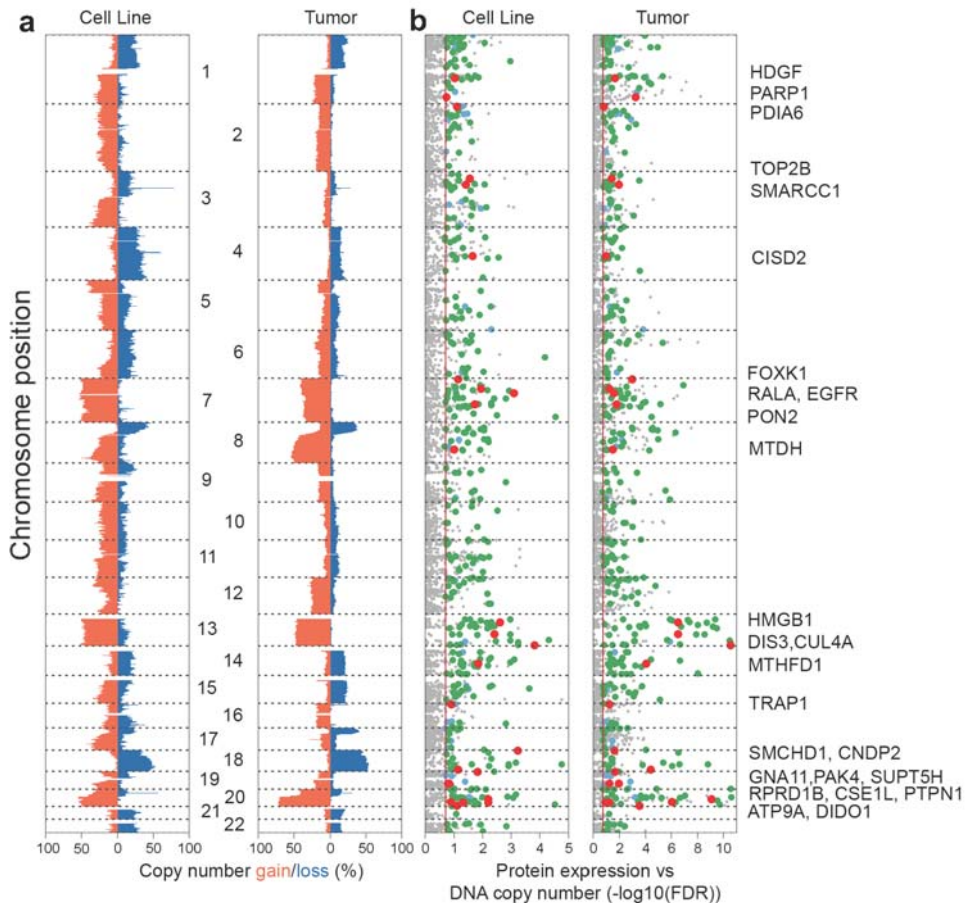 a
Cell Line
Tumor
b
Cell Line
Tumor
Chromosome position
1
2
3
4
5
6
7
8
9
10
11
12
13
14
15
16
17
18
19
20
21
22
HDGF
PARP1
PDIA6
TOP2B
SMARCC1
CISD2
FOXK1
RALA, EGFR
PON2
MTDH
HMGB1
DIS3,CUL4A
MTHFD1
TRAP1
SMCHD1, CNDP2
GNA11,PAK4, SUPT5H
RPRD1B, CSE1L, PTPN1
ATP9A, DIDO1
100 50 0 50 100
100 50 0 50 100
0 1 2 3 4 5
0 2 4 6 8 10
Copy number gain/loss (%)
Protein expression vs
DNA copy number (-log10(FDR))